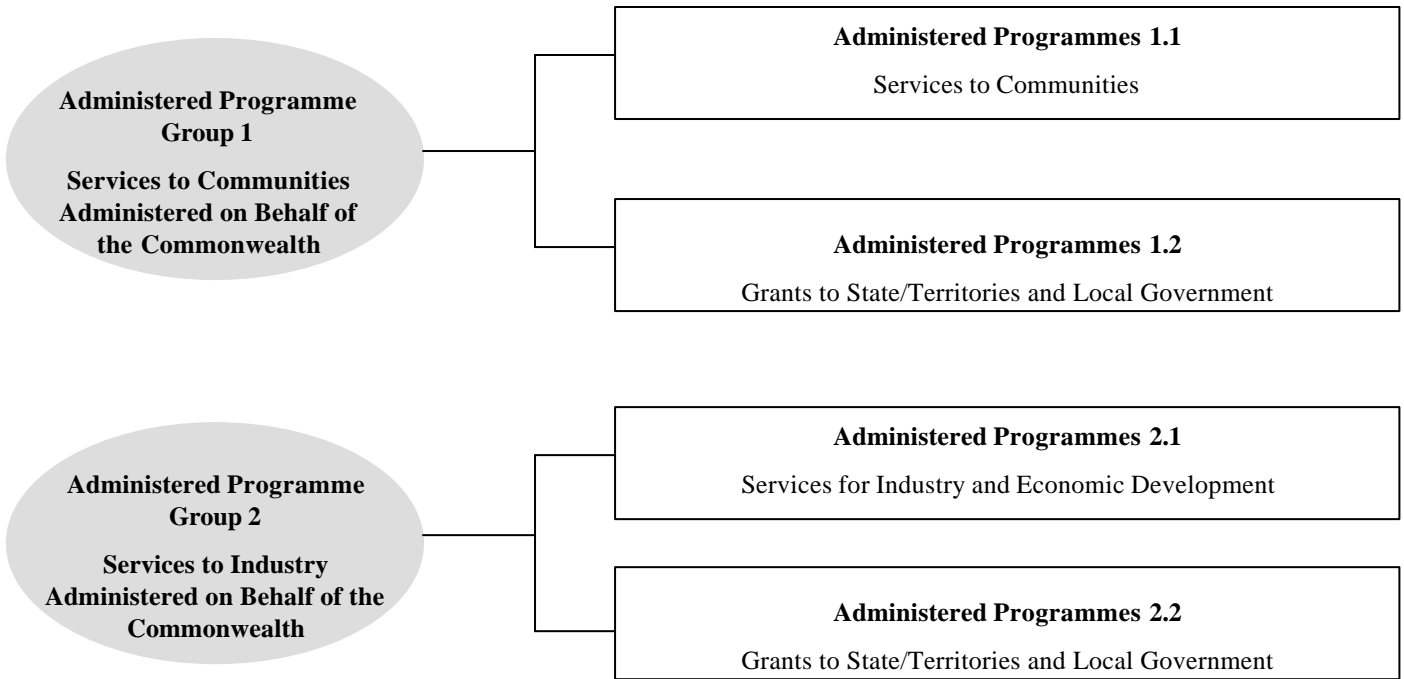 Administered Programme
Group 1
Services to Communities
Administered on Behalf of
the Commonwealth
Administered Programmes 1.1
Services to Communities
Administered Programmes 1.2
Grants to State/Territories and Local Government
Administered Programme
Group 2
Services to Industry
Administered on Behalf of the
Commonwealth
Administered Programmes 2.1
Services for Industry and Economic Development
Administered Programmes 2.2
Grants to State/Territories and Local Government